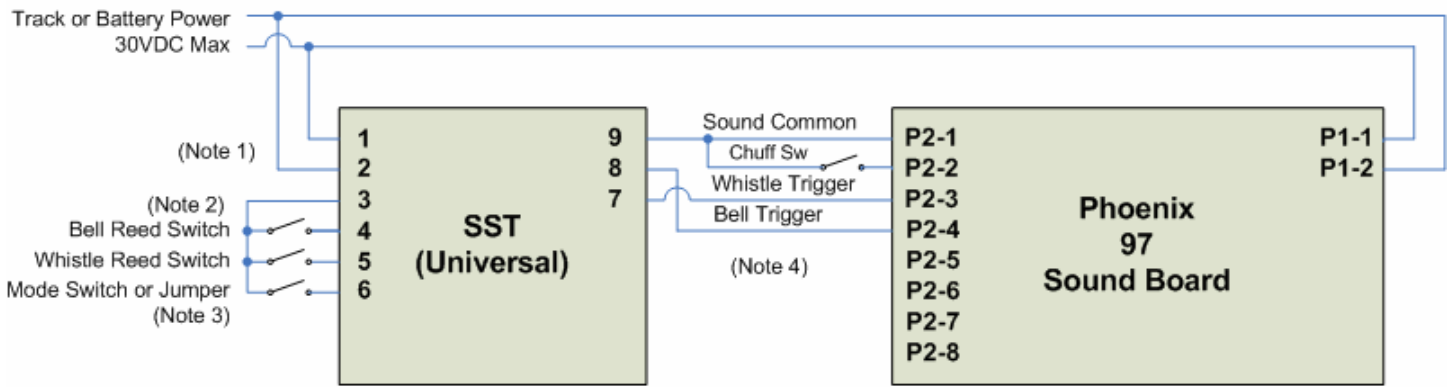 Track or Battery Power
30VDC Max
(Note 1)
(Note 2)
Bell Reed Switch
Whistle Reed Switch
Mode Switch or Jumper
(Note 3)
1
2
3
4
5
6
SST
(Universal)
9
8
7
Sound Common
Chuff Sw
Whistle Trigger
Bell Trigger
(Note 4)
P2-1
P2-2
P2-3
P2-4
P2-5
P2-6
P2-7
P2-8
Phoenix
97
Sound Board
P1-1
P1-2